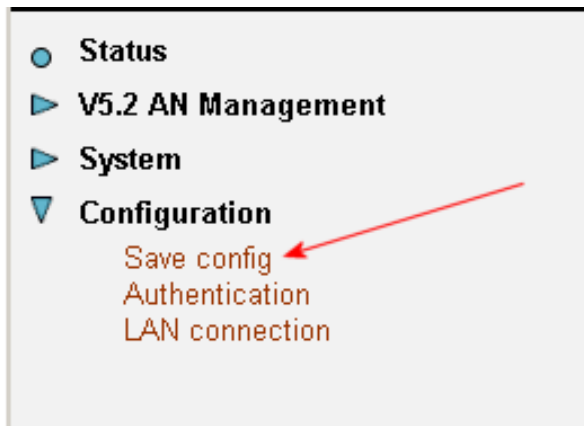 Status
V5.2 AN Management
System
Configuration
Save config
Authentication
LAN connection